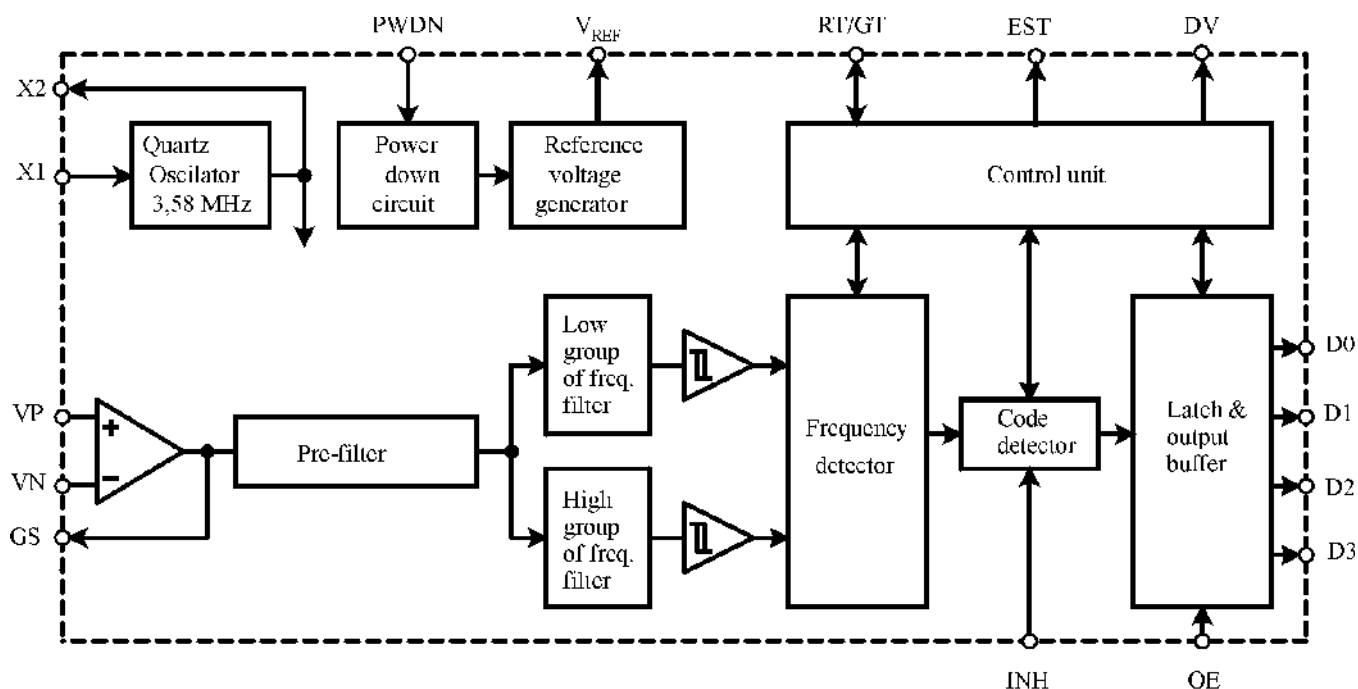 PWDN
V_REF
RT/GT
EST
DV
X2
X1
Quartz
Oscilator
3,58 MHz
Power
down
circuit
Reference
voltage
generator
Control unit
Low
group
of freq.
filter
D0
VP
+
Pre-filter
Frequency
detector
Code
detector
Latch &
output
buffer
D1
VN
−
High
group
of freq.
filter
D2
GS
D3
INH
OE